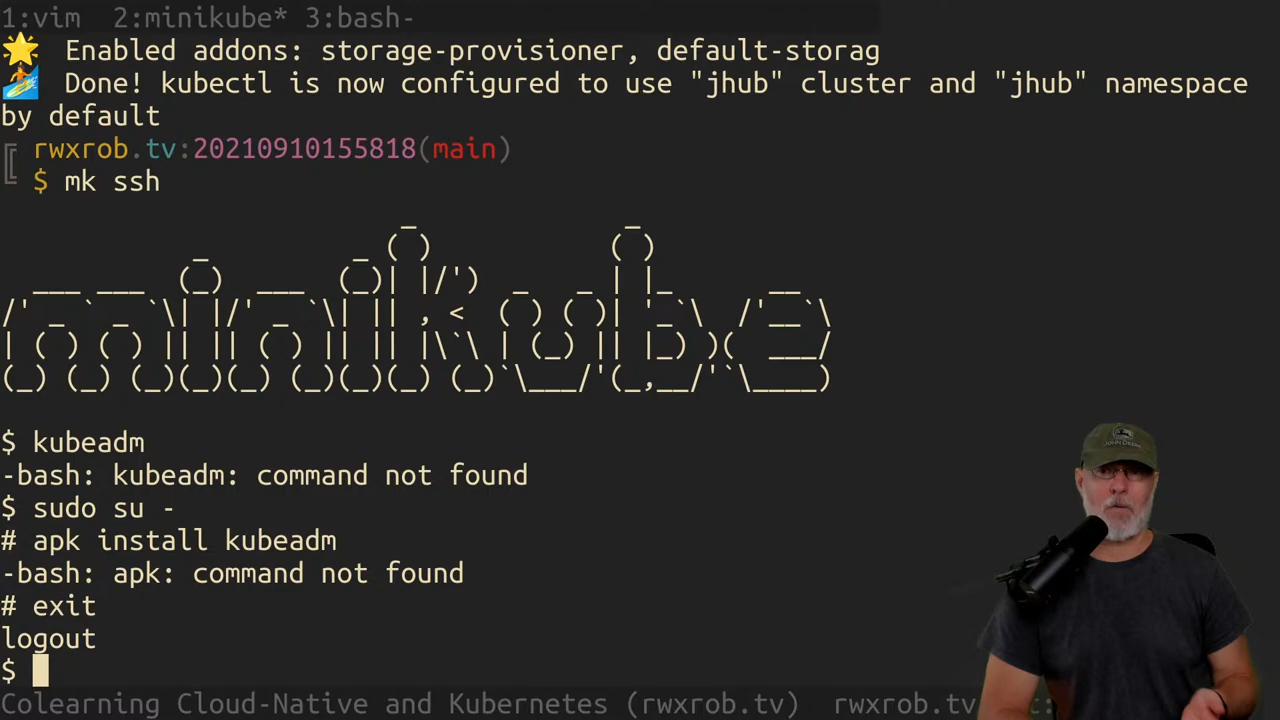 1:vim  2:minikube* 3:bash-
🌟  Enabled addons: storage-provisioner, default-storag
🏄  Done! kubectl is now configured to use "jhub" cluster and "jhub" namespace
by default
rwxrob.tv:20210910155818(main)
$ mk ssh
minikube
$ kubeadm
-bash: kubeadm: command not found
$ sudo su -
# apk install kubeadm
-bash: apk: command not found
# exit
logout
$
JOHN DEERE
Colearning Cloud-Native and Kubernetes (rwxrob.tv)  rwxrob.tv